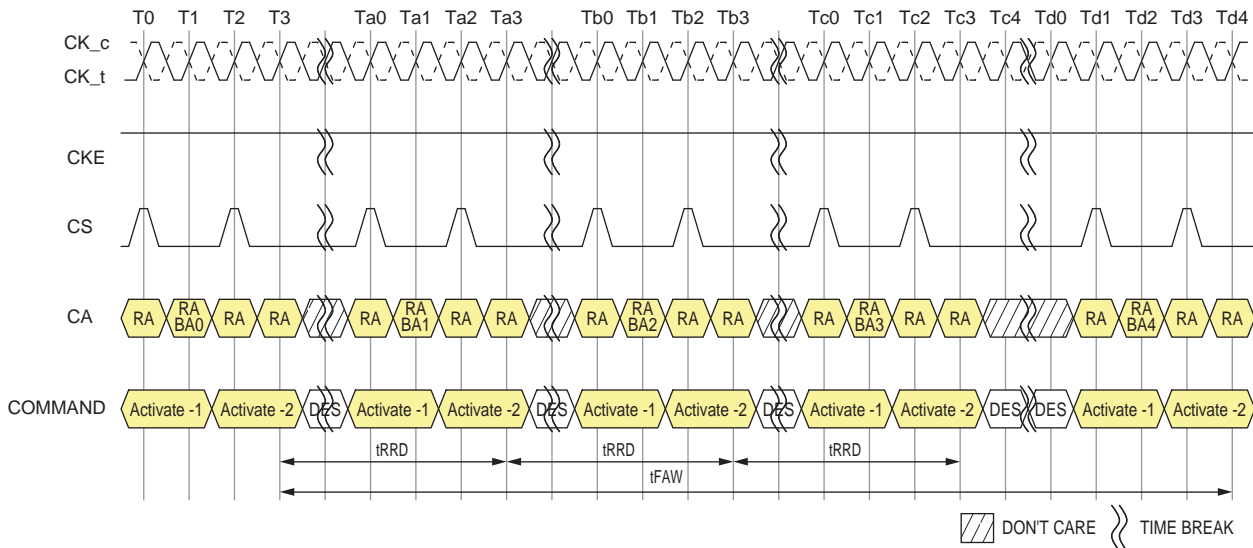 T0 T1 T2 T3 Ta0 Ta1 Ta2 Ta3 Tb0 Tb1 Tb2 Tb3 Tc0 Tc1 Tc2 Tc3 Tc4 Td0 Td1 Td2 Td3 Td4
CK_c
CK_t
CKE
CS
CA RA RA BA0 RA RA RA RA BA1 RA RA RA RA BA2 RA RA RA RA BA3 RA RA RA RA BA4 RA RA
COMMAND Activate -1 Activate -2 DES Activate -1 Activate -2 DES Activate -1 Activate -2 DES Activate -1 Activate -2 DES DES Activate -1 Activate -2
tRRD tRRD tRRD
tFAW
DON'T CARE TIME BREAK